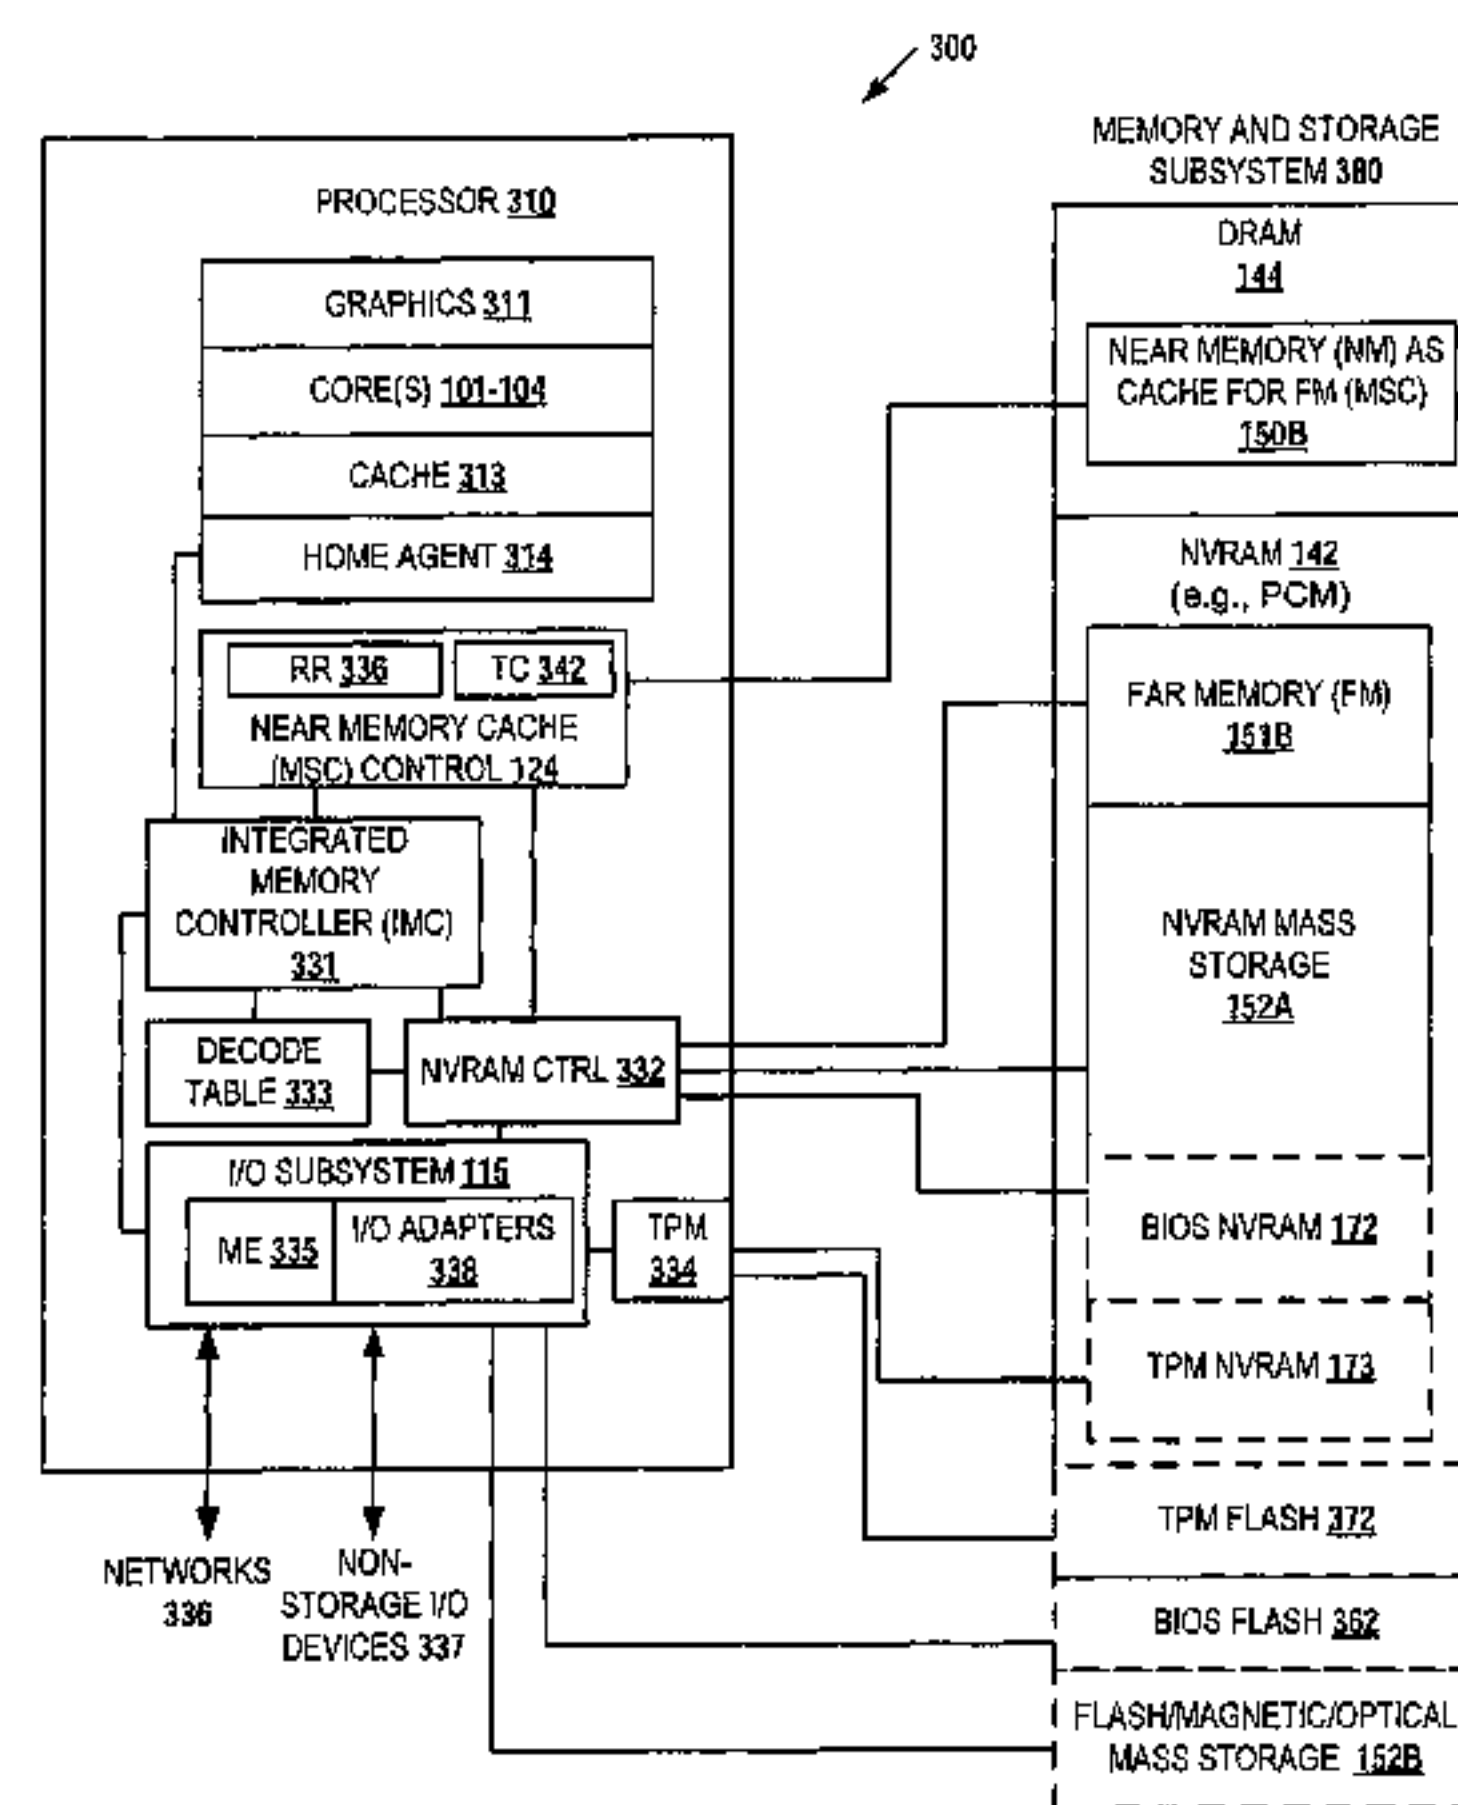 300
MEMORY AND STORAGE
SUBSYSTEM 380
PROCESSOR 310
GRAPHICS 311
CORE(S) 101-104
CACHE 313
HOME AGENT 314
RR 336
TC 342
NEAR MEMORY CACHE
(MSC) CONTROL 124
INTEGRATED
MEMORY
CONTROLLER (IMC)
331
DECODE
TABLE 333
NVRAM CTRL 332
I/O SUBSYSTEM 115
ME 335
I/O ADAPTERS
338
TPM
334
NETWORKS
336
NON-
STORAGE I/O
DEVICES 337
DRAM
144
NEAR MEMORY (NM) AS
CACHE FOR FM (MSC)
150B
NVRAM 142
(e.g., PCM)
FAR MEMORY (FM)
151B
NVRAM MASS
STORAGE
152A
BIOS NVRAM 172
TPM NVRAM 173
TPM FLASH 372
BIOS FLASH 362
FLASH/MAGNETIC/OPTICAL
MASS STORAGE 152B